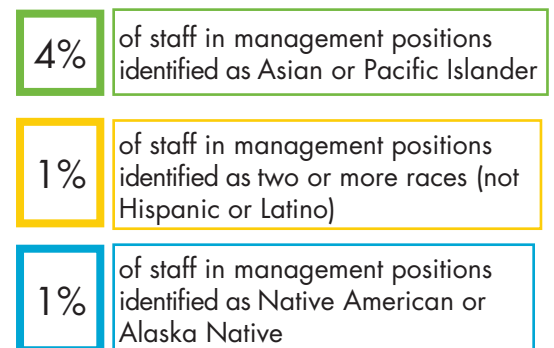 4%
of staff in management positions
identified as Asian or Pacific Islander
1%
of staff in management positions
identified as two or more races (not
Hispanic or Latino)
1%
of staff in management positions
identified as Native American or
Alaska Native